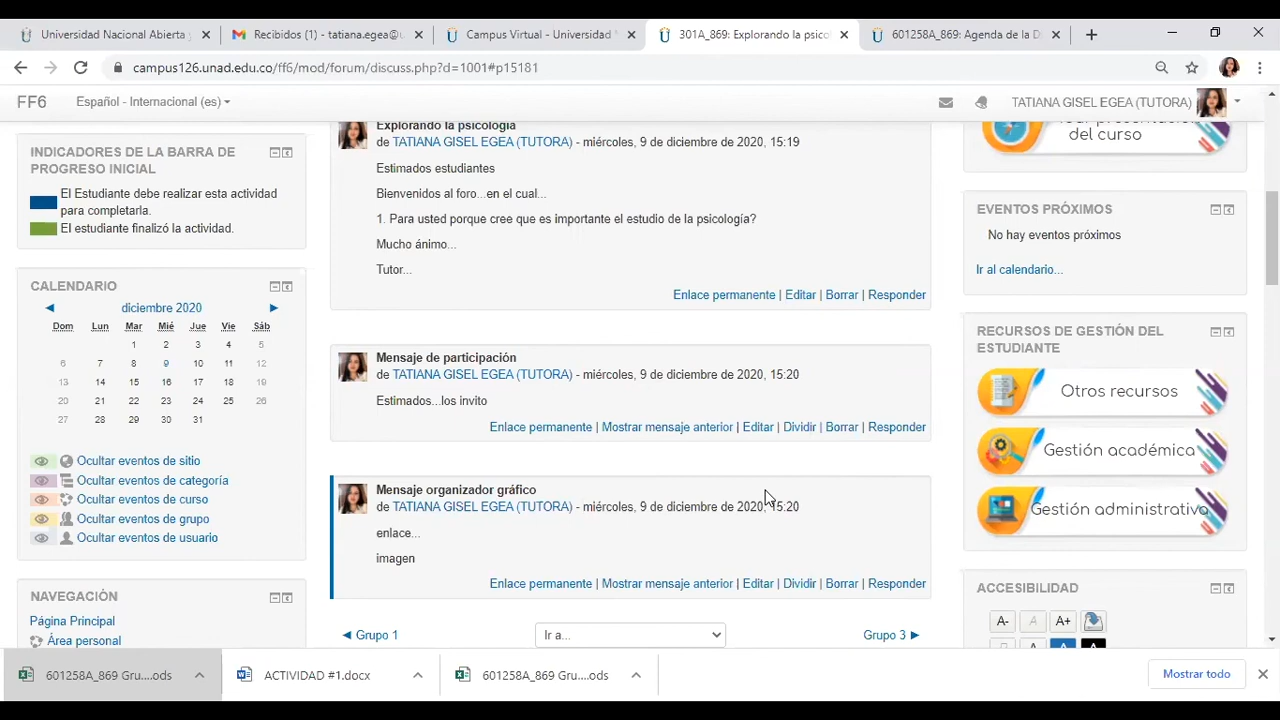 Universidad Nacional Abierta y
Recibidos (1) - tatiana.egea@u
Campus Virtual - Universidad N
301A_869: Explorando la psico
601258A_869: Agenda de la D
campus126.unad.edu.co/ff6/mod/forum/discuss.php?d=1001#p15181
FF6
Español - Internacional (es)
TATIANA GISEL EGEA (TUTORA)
INDICADORES DE LA BARRA DE
PROGRESO INICIAL
El Estudiante debe realizar esta actividad
para completarla.
El estudiante finalizó la actividad.
CALENDARIO
diciembre 2020
Dom Lun Mar Mié Jue Vie Sáb
1 2 3 4 5
6 7 8 9 10 11 12
13 14 15 16 17 18 19
20 21 22 23 24 25 26
27 28 29 30 31
Ocultar eventos de sitio
Ocultar eventos de categoría
Ocultar eventos de curso
Ocultar eventos de grupo
Ocultar eventos de usuario
NAVEGACIÓN
Página Principal
Área personal
Explorando la psicología
de TATIANA GISEL EGEA (TUTORA) - miércoles, 9 de diciembre de 2020, 15:19
Estimados estudiantes
Bienvenidos al foro...en el cual...
1. Para usted porque cree que es importante el estudio de la psicología?
Mucho ánimo...
Tutor...
Enlace permanente | Editar | Borrar | Responder
Mensaje de participación
de TATIANA GISEL EGEA (TUTORA) - miércoles, 9 de diciembre de 2020, 15:20
Estimados...los invito
Enlace permanente | Mostrar mensaje anterior | Editar | Dividir | Borrar | Responder
Mensaje organizador gráfico
de TATIANA GISEL EGEA (TUTORA) - miércoles, 9 de diciembre de 2020, 15:20
enlace...
imagen
Enlace permanente | Mostrar mensaje anterior | Editar | Dividir | Borrar | Responder
◄ Grupo 1
Ir a...
Grupo 3 ►
presentación
del curso
EVENTOS PRÓXIMOS
No hay eventos próximos
Ir al calendario...
RECURSOS DE GESTIÓN DEL
ESTUDIANTE
Otros recursos
Gestión académica
Gestión administrativa
ACCESIBILIDAD
A- A A+
A A A
601258A_869 Gru....ods
ACTIVIDAD #1.docx
601258A_869 Gru....ods
Mostrar todo